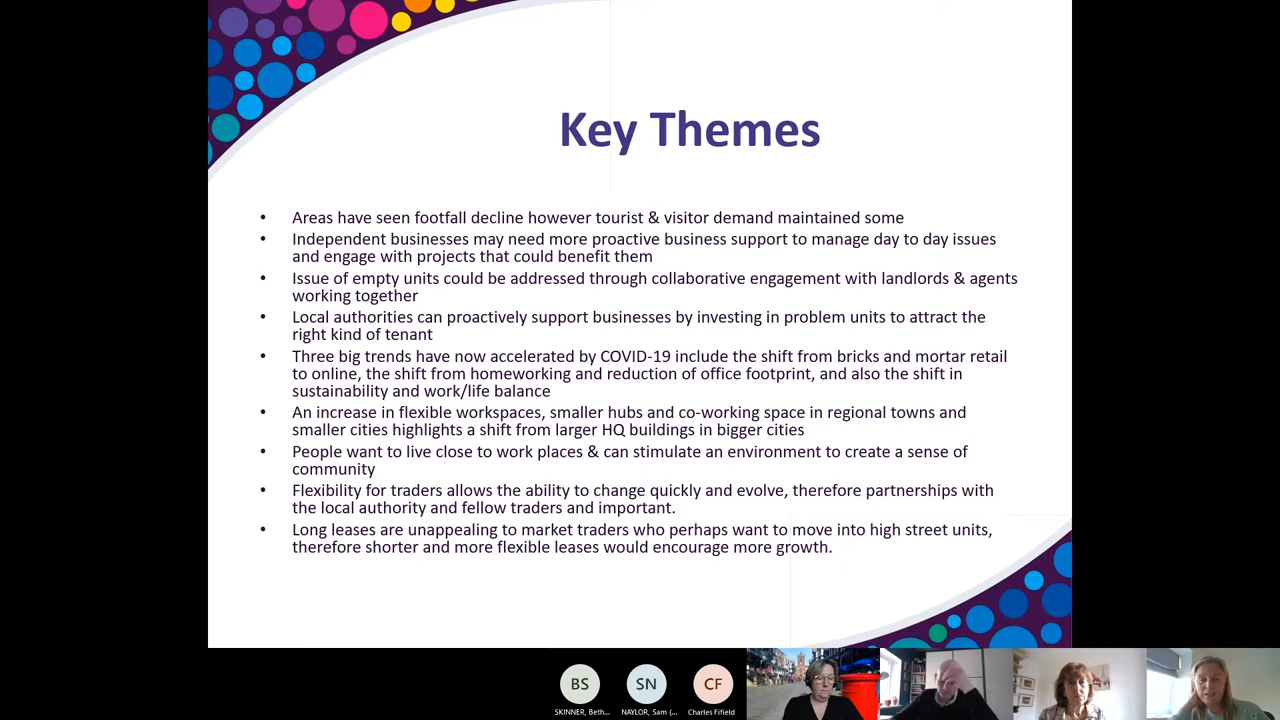 Key Themes
• Areas have seen footfall decline however tourist & visitor demand maintained some
• Independent businesses may need more proactive business support to manage day to day issues
and engage with projects that could benefit them
• Issue of empty units could be addressed through collaborative engagement with landlords & agents
working together
• Local authorities can proactively support businesses by investing in problem units to attract the
right kind of tenant
• Three big trends have now accelerated by COVID-19 include the shift from bricks and mortar retail
to online, the shift from homeworking and reduction of office footprint, and also the shift in
sustainability and work/life balance
• An increase in flexible workspaces, smaller hubs and co-working space in regional towns and
smaller cities highlights a shift from larger HQ buildings in bigger cities
• People want to live close to work places & can stimulate an environment to create a sense of
community
• Flexibility for traders allows the ability to change quickly and evolve, therefore partnerships with
the local authority and fellow traders and important.
• Long leases are unappealing to market traders who perhaps want to move into high street units,
therefore shorter and more flexible leases would encourage more growth.
BS SN CF
SKINNER, Beth... NAYLOR, Sam (... Charles Fifield